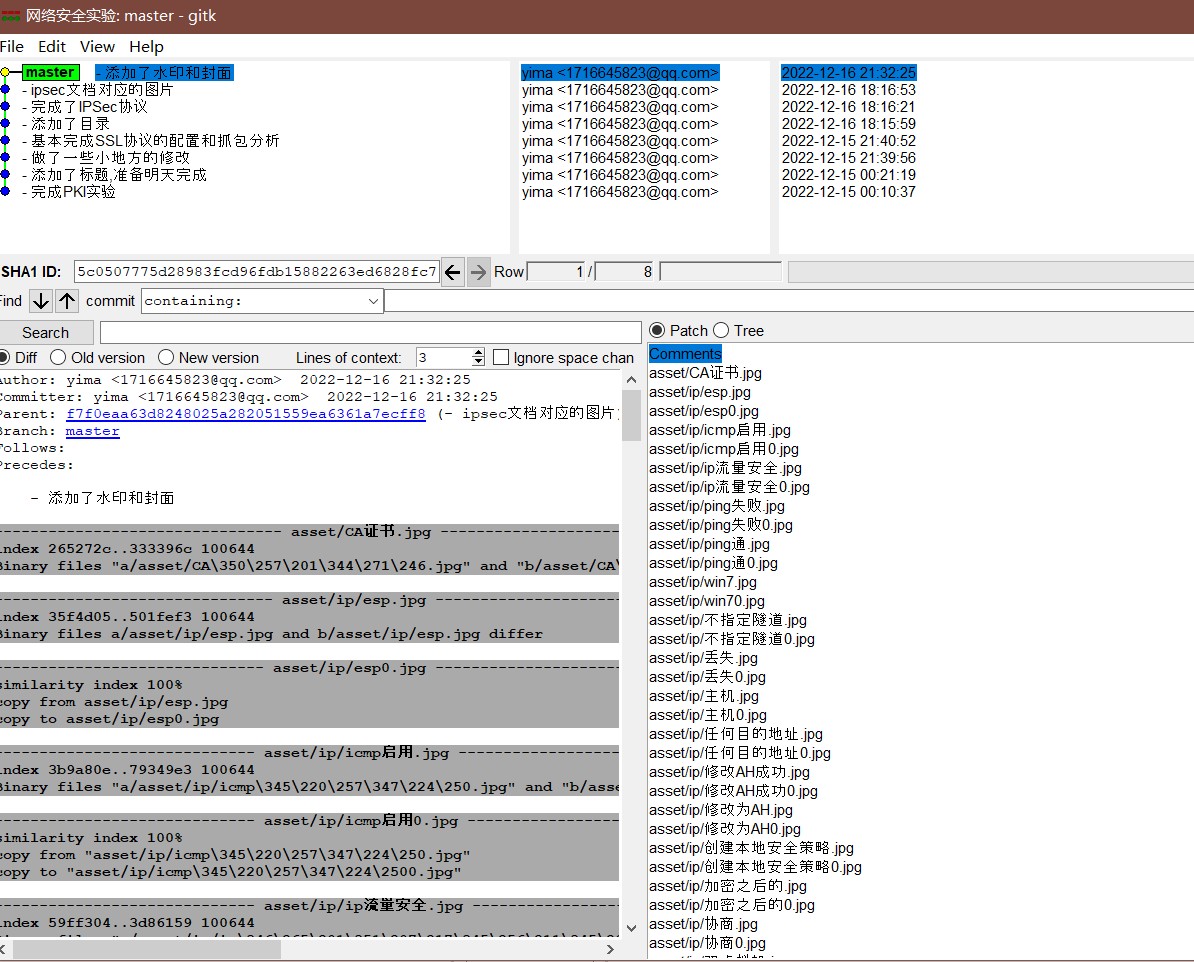 网络安全实验: master - gitk
File Edit View Help
master - 添加了水印和封面 yima <1716645823@qq.com> 2022-12-16 21:32:25
- ipsec文档对应的图片 yima <1716645823@qq.com> 2022-12-16 18:16:53
- 完成了IPSec协议 yima <1716645823@qq.com> 2022-12-16 18:16:21
- 添加了目录 yima <1716645823@qq.com> 2022-12-16 18:15:59
- 基本完成SSL协议的配置和抓包分析 yima <1716645823@qq.com> 2022-12-15 21:40:52
- 做了一些小地方的修改 yima <1716645823@qq.com> 2022-12-15 21:39:56
- 添加了标题,准备明天完成 yima <1716645823@qq.com> 2022-12-15 00:21:19
- 完成PKI实验 yima <1716645823@qq.com> 2022-12-15 00:10:37
SHA1 ID: 5c0507775d28983fcd96fdb15882263ed6828fc7 Row 1 / 8
Find commit containing:
Search
Diff Old version New version Lines of context: 3 Ignore space chan
Author: yima <1716645823@qq.com> 2022-12-16 21:32:25
Committer: yima <1716645823@qq.com> 2022-12-16 21:32:25
Parent: f7f0eaa63d8248025a282051559ea6361a7ecff8 (- ipsec文档对应的图片
Branch: master
Follows:
Precedes:
- 添加了水印和封面
------------------------------- asset/CA证书.jpg --------------------
index 265272c..333396c 100644
Binary files "a/asset/CA\350\257\201\344\271\246.jpg" and "b/asset/CA\
------------------------------ asset/ip/esp.jpg ---------------------
index 35f4d05..501fef3 100644
Binary files a/asset/ip/esp.jpg and b/asset/ip/esp.jpg differ
----------------------------- asset/ip/esp0.jpg ---------------------
similarity index 100%
copy from asset/ip/esp.jpg
copy to asset/ip/esp0.jpg
---------------------------- asset/ip/icmp启用.jpg ------------------
index 3b9a80e..79349e3 100644
Binary files "a/asset/ip/icmp\345\220\257\347\224\250.jpg" and "b/asse
---------------------------- asset/ip/icmp启用0.jpg -----------------
similarity index 100%
copy from "asset/ip/icmp\345\220\257\347\224\250.jpg"
copy to "asset/ip/icmp\345\220\257\347\224\2500.jpg"
---------------------------- asset/ip/ip流量安全.jpg -----------------
index 59ff304..3d86159 100644
Patch Tree
Comments
asset/CA证书.jpg
asset/ip/esp.jpg
asset/ip/esp0.jpg
asset/ip/icmp启用.jpg
asset/ip/icmp启用0.jpg
asset/ip/ip流量安全.jpg
asset/ip/ip流量安全0.jpg
asset/ip/ping失败.jpg
asset/ip/ping失败0.jpg
asset/ip/ping通.jpg
asset/ip/ping通0.jpg
asset/ip/win7.jpg
asset/ip/win70.jpg
asset/ip/不指定隧道.jpg
asset/ip/不指定隧道0.jpg
asset/ip/丢失.jpg
asset/ip/丢失0.jpg
asset/ip/主机.jpg
asset/ip/主机0.jpg
asset/ip/任何目的地址.jpg
asset/ip/任何目的地址0.jpg
asset/ip/修改AH成功.jpg
asset/ip/修改AH成功0.jpg
asset/ip/修改为AH.jpg
asset/ip/修改为AH0.jpg
asset/ip/创建本地安全策略.jpg
asset/ip/创建本地安全策略0.jpg
asset/ip/加密之后的.jpg
asset/ip/加密之后的0.jpg
asset/ip/协商.jpg
asset/ip/协商0.jpg